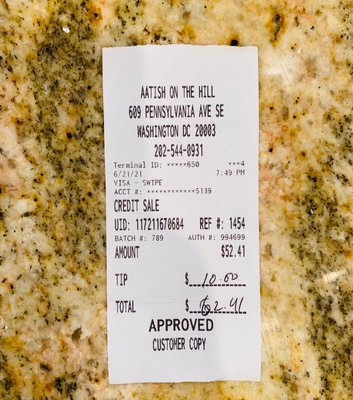 AATISH ON THE HILL
609 PENNSYLVANIA AVE SE
WASHINGTON DC 20003
202-544-0931
Terminal ID: *****650 ***4
6/21/21 7:49 PM
VISA - SWIPE
ACCT #: ************5139
CREDIT SALE
UID: 117211670684 REF #: 1454
BATCH #: 789 AUTH #: 994699
AMOUNT $52.41
TIP $ 10.00
TOTAL $ 62.41
APPROVED
CUSTOMER COPY